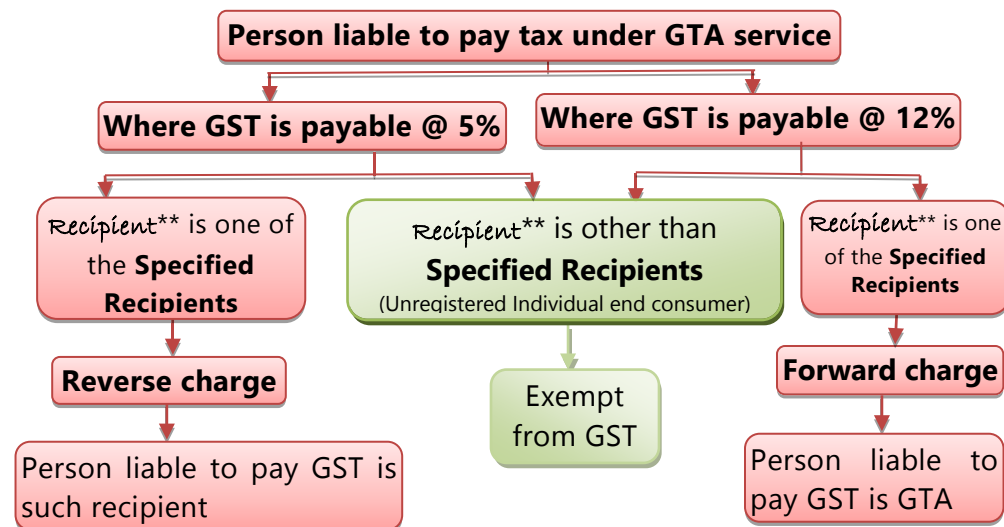 Person liable to pay tax under GTA service
Where GST is payable @ 5%
Where GST is payable @ 12%
Recipient** is one of
the Specified
Recipients
Recipient** is other than
Specified Recipients
(Unregistered Individual end consumer)
Recipient** is one
of the Specified
Recipients
Reverse charge
Exempt
from GST
Forward charge
Person liable to pay GST is
such recipient
Person liable to
pay GST is GTA